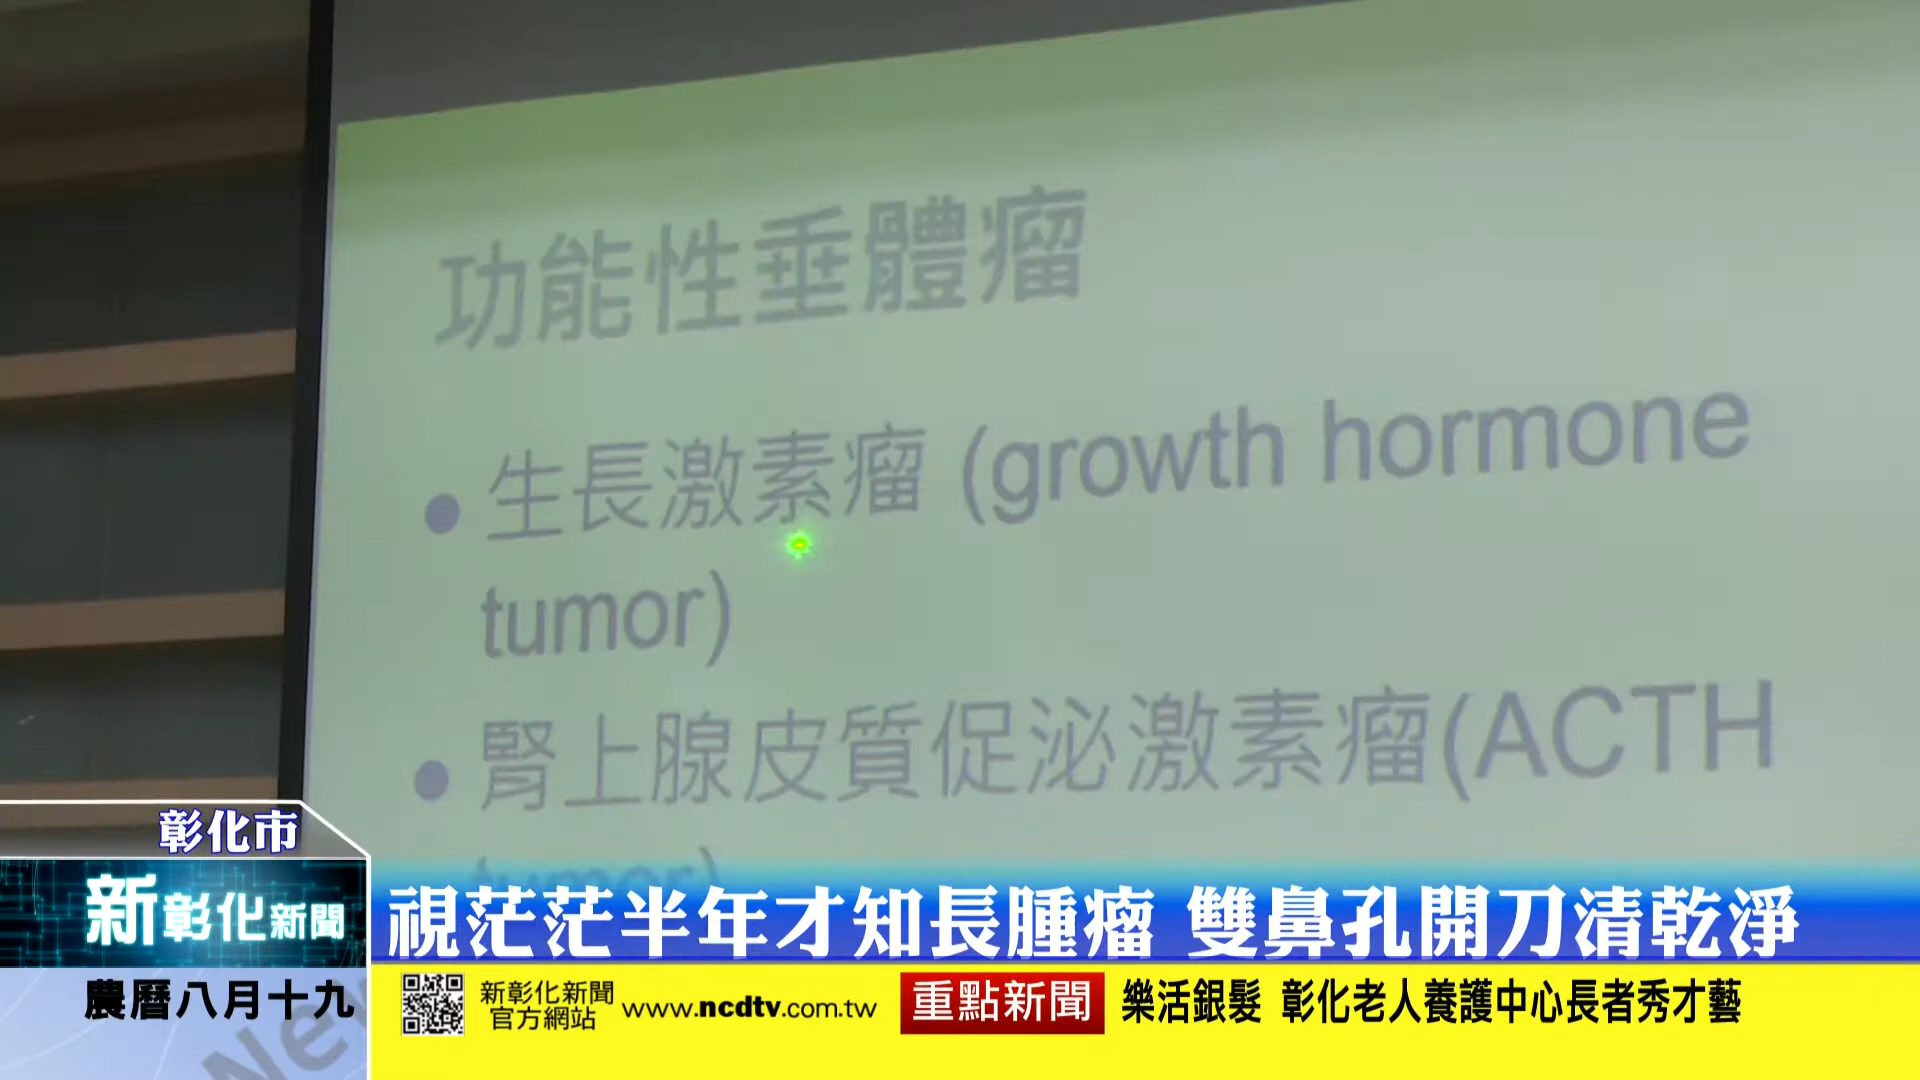 功能性垂體瘤
生長激素瘤 (growth hormone
tumor)
腎上腺皮質促泌激素瘤(ACTH
tumor)
彰化市
新彰化新聞
視茫茫半年才知長腫瘤 雙鼻孔開刀清乾淨
農曆八月十九
新彰化新聞
官方網站
www.ncdtv.com.tw
重點新聞
樂活銀髮 彰化老人養護中心長者秀才藝
New